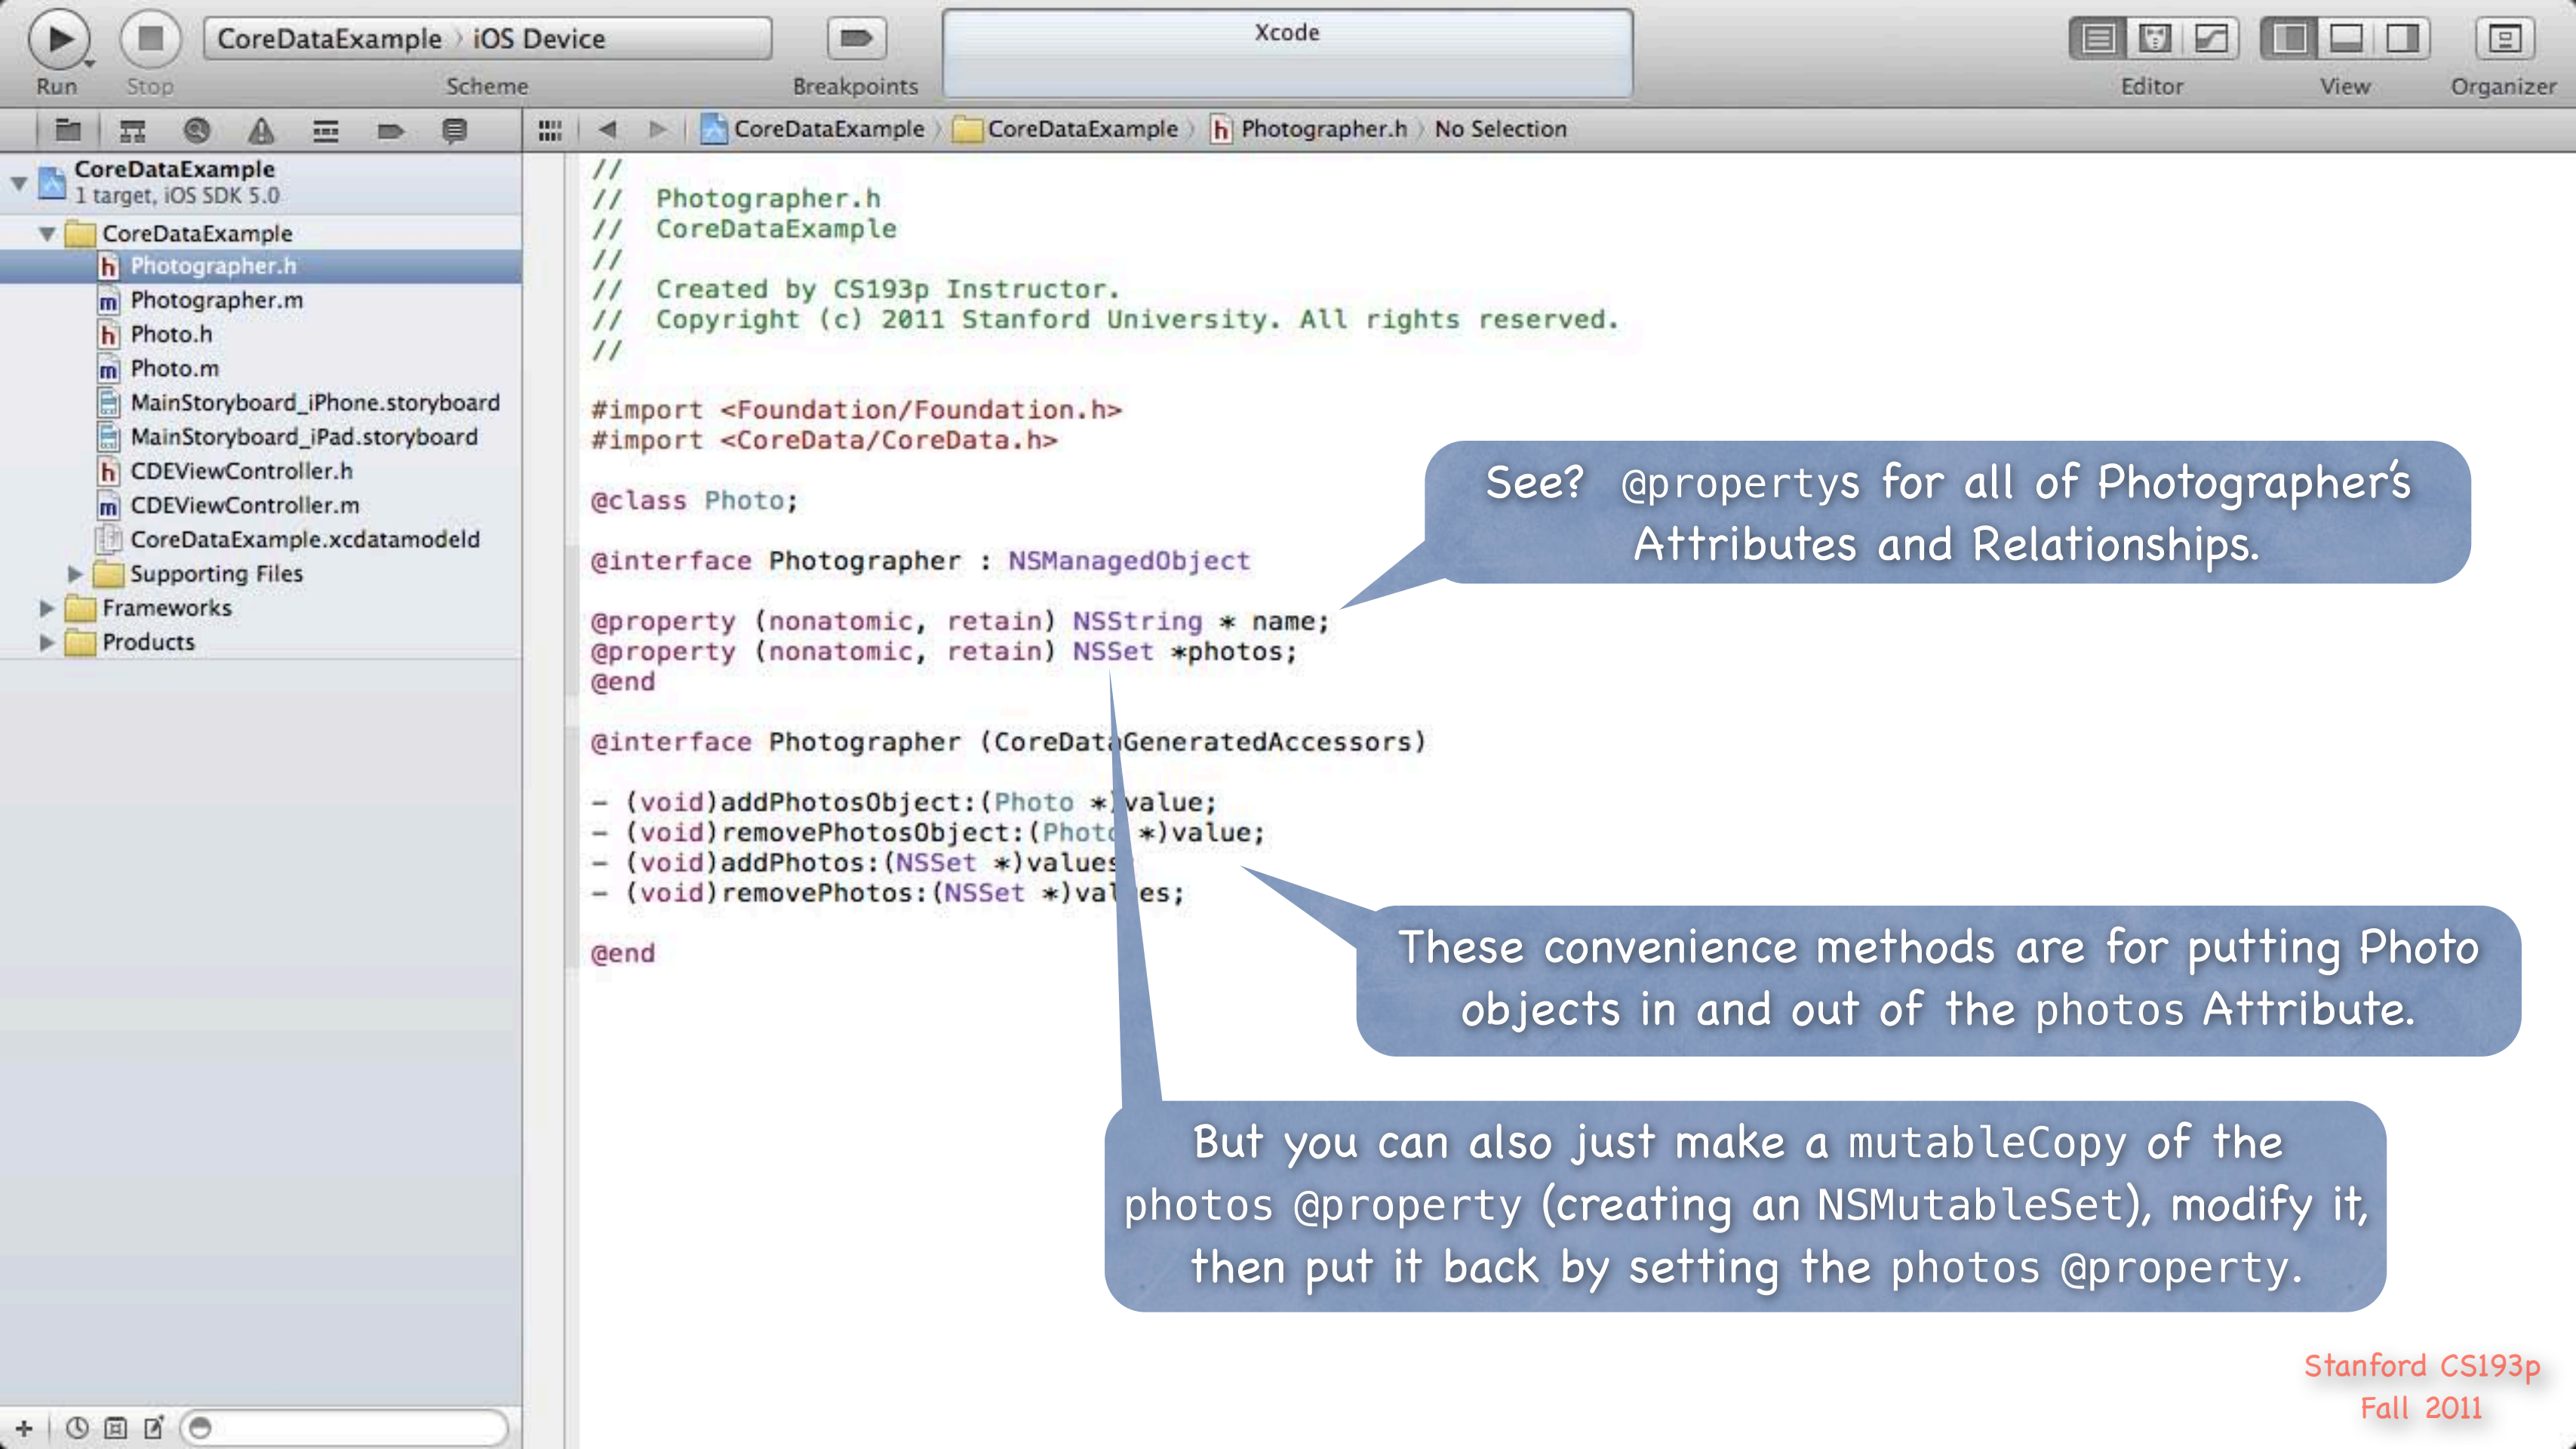 CoreDataExample › iOS Device
Xcode
Run
Stop
Scheme
Breakpoints
Editor
View
Organizer
CoreDataExample
CoreDataExample
Photographer.h
No Selection
CoreDataExample
1 target, iOS SDK 5.0
CoreDataExample
Photographer.h
Photographer.m
Photo.h
Photo.m
MainStoryboard_iPhone.storyboard
MainStoryboard_iPad.storyboard
CDEViewController.h
CDEViewController.m
CoreDataExample.xcdatamodeld
Supporting Files
Frameworks
Products
//
//  Photographer.h
//  CoreDataExample
//
//  Created by CS193p Instructor.
//  Copyright (c) 2011 Stanford University. All rights reserved.
//
#import <Foundation/Foundation.h>
#import <CoreData/CoreData.h>
@class Photo;
@interface Photographer : NSManagedObject
@property (nonatomic, retain) NSString * name;
@property (nonatomic, retain) NSSet *photos;
@end
@interface Photographer (CoreDataGeneratedAccessors)
- (void)addPhotosObject:(Photo *)value;
- (void)removePhotosObject:(Photo *)value;
- (void)addPhotos:(NSSet *)values
- (void)removePhotos:(NSSet *)values;
@end
See? @propertys for all of Photographer's
Attributes and Relationships.
These convenience methods are for putting Photo
objects in and out of the photos Attribute.
But you can also just make a mutableCopy of the
photos @property (creating an NSMutableSet), modify it,
then put it back by setting the photos @property.
Stanford CS193p
Fall 2011